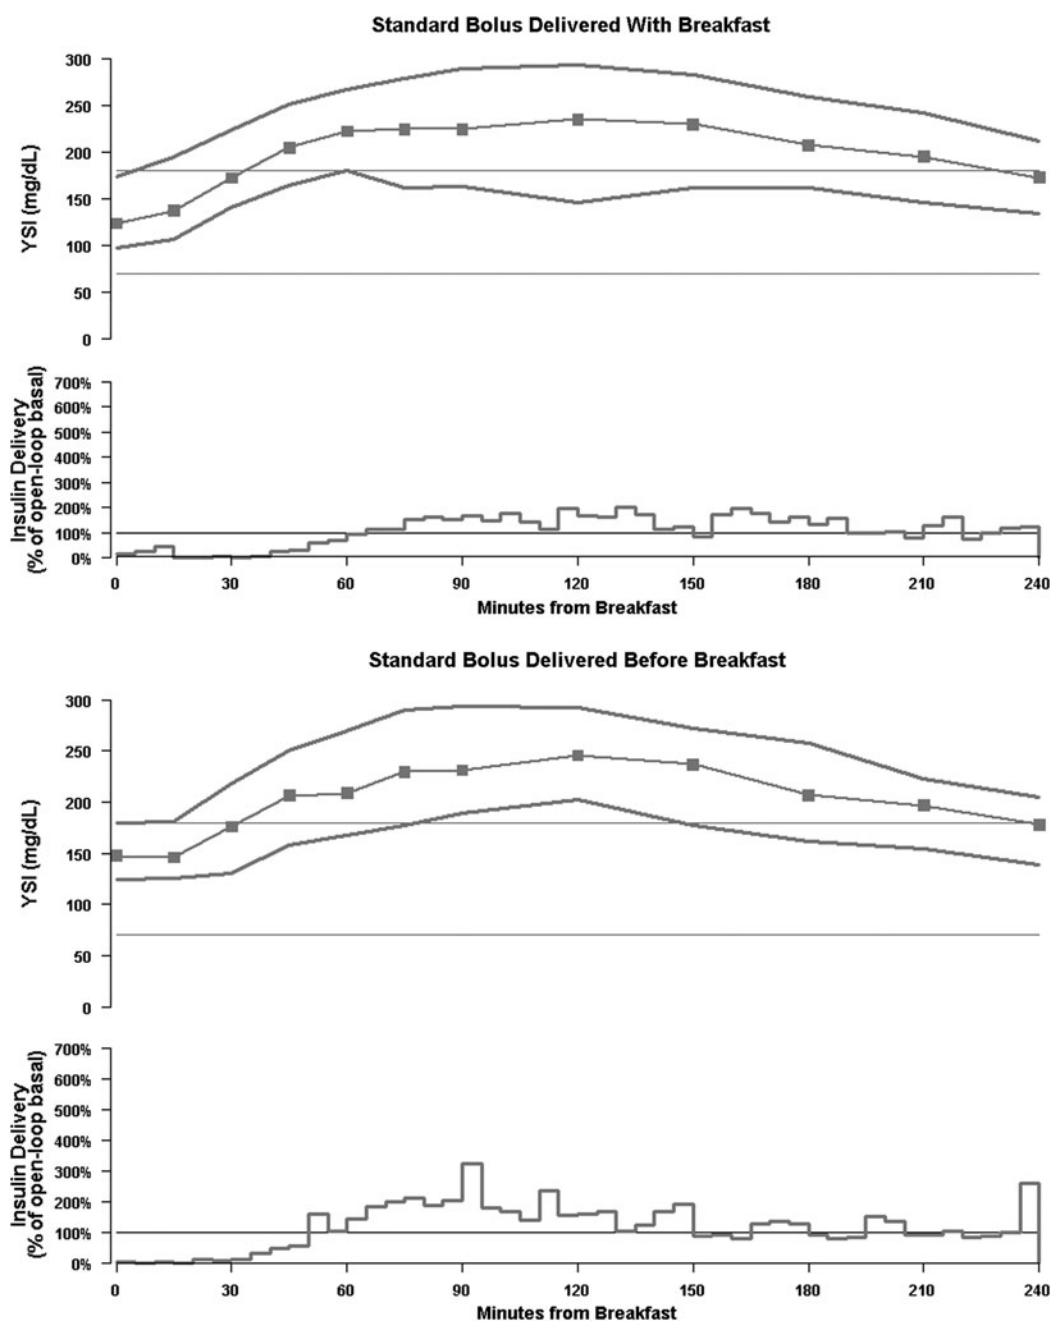 Standard Bolus Delivered With Breakfast
300
250
200
150
100
50
0
YSI (mg/dL)
700%
600%
500%
400%
300%
200%
100%
0%
Insulin Delivery
(% of open-loop basal)
0 30 60 90 120 150 180 210 240
Minutes from Breakfast
Standard Bolus Delivered Before Breakfast
300
250
200
150
100
50
0
YSI (mg/dL)
700%
600%
500%
400%
300%
200%
100%
0%
Insulin Delivery
(% of open-loop basal)
0 30 60 90 120 150 180 210 240
Minutes from Breakfast